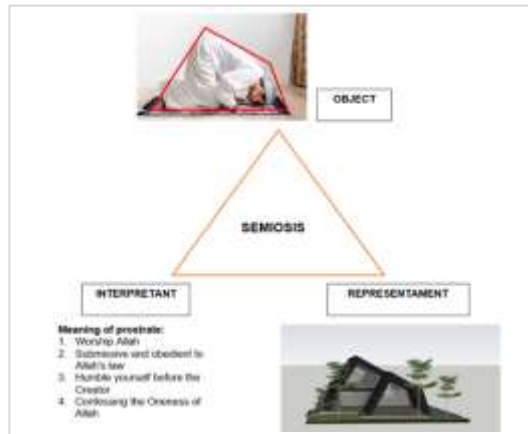 OBJECT
SEMIOSIS
INTERPRETANT
REPRESENTAMENT
Meaning of prostrate:
1. Worship Allah
2. Submissive and obedient to
Allah's law
3. Humble yourself before the
Creator
4. Confessing the Oneness of
Allah